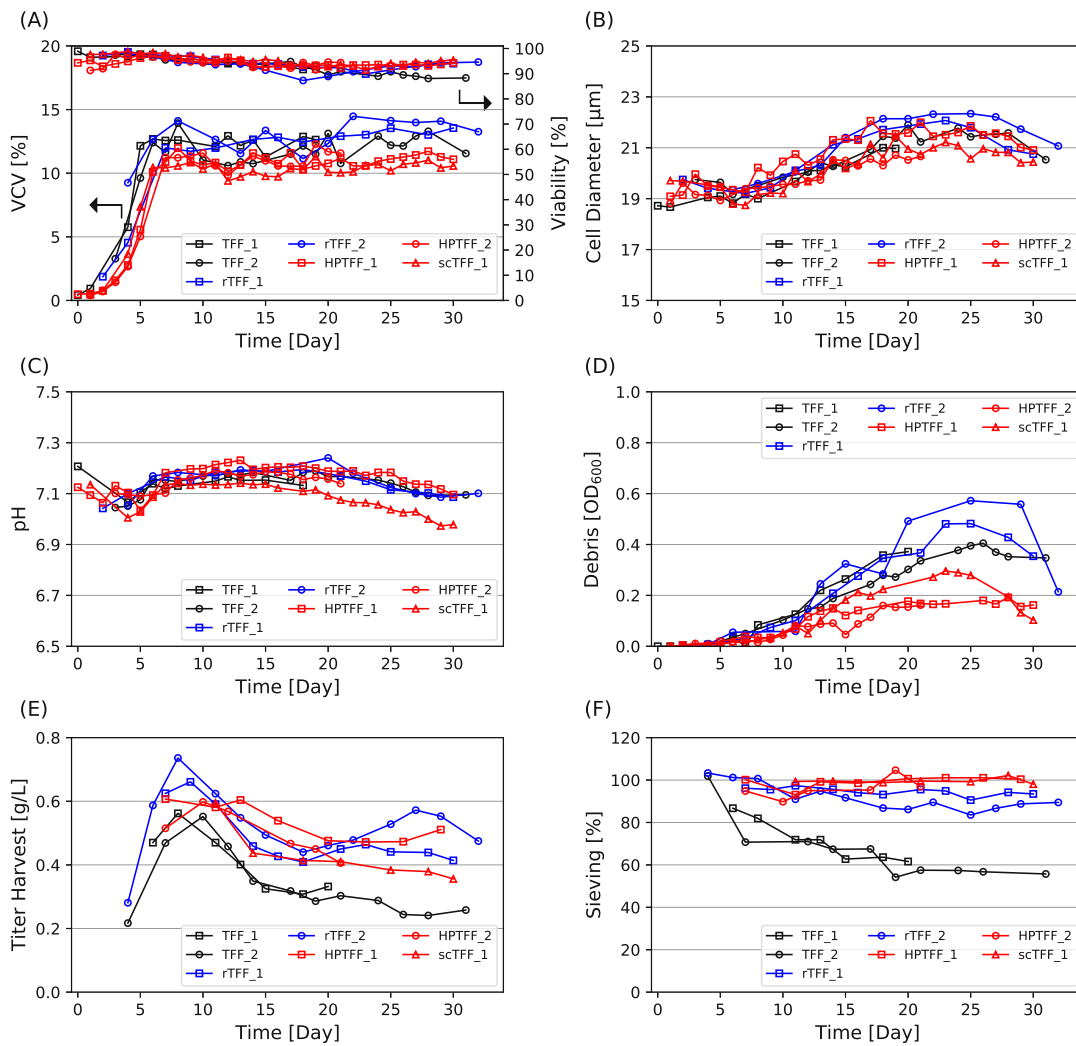 (A)
20
15
10
5
0
VCV [%]
100
90
80
70
60
50
40
30
20
10
0
Viability [%]
TFF_1 rTFF_2 HPTFF_2
TFF_2 HPTFF_1 scTFF_1
rTFF_1
0 5 10 15 20 25 30
Time [Day]
(B)
25
23
21
19
17
15
Cell Diameter [µm]
TFF_1 rTFF_2 HPTFF_2
TFF_2 HPTFF_1 scTFF_1
rTFF_1
0 5 10 15 20 25 30
Time [Day]
(C)
7.5
7.3
7.1
6.9
6.7
6.5
pH
TFF_1 rTFF_2 HPTFF_2
TFF_2 HPTFF_1 scTFF_1
rTFF_1
0 5 10 15 20 25 30
Time [Day]
(D)
1.0
0.8
0.6
0.4
0.2
0.0
Debris [OD600]
TFF_1 rTFF_2 HPTFF_2
TFF_2 HPTFF_1 scTFF_1
rTFF_1
0 5 10 15 20 25 30
Time [Day]
(E)
0.8
0.6
0.4
0.2
0.0
Titer Harvest [g/L]
TFF_1 rTFF_2 HPTFF_2
TFF_2 HPTFF_1 scTFF_1
rTFF_1
0 5 10 15 20 25 30
Time [Day]
(F)
120
100
80
60
40
20
0
Sieving [%]
TFF_1 rTFF_2 HPTFF_2
TFF_2 HPTFF_1 scTFF_1
rTFF_1
0 5 10 15 20 25 30
Time [Day]